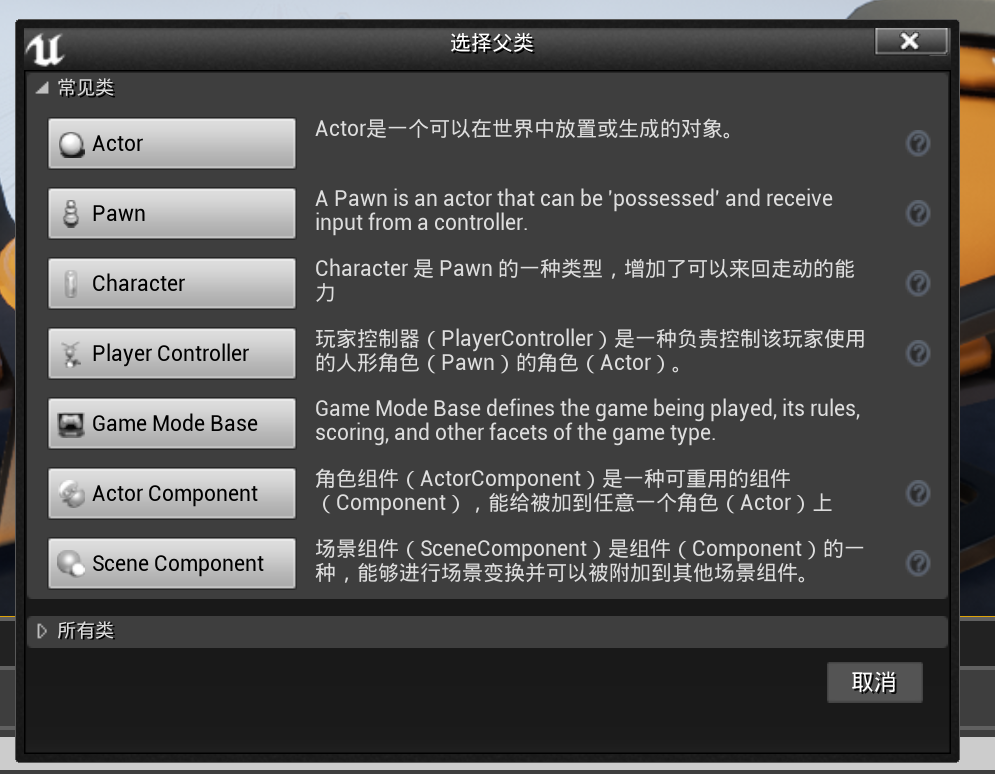 选择父类
常见类
Actor
Actor是一个可以在世界中放置或生成的对象。
Pawn
A Pawn is an actor that can be 'possessed' and receive
input from a controller.
Character
Character 是 Pawn 的一种类型，增加了可以来回走动的能
力
Player Controller
玩家控制器（PlayerController）是一种负责控制该玩家使用
的人形角色（Pawn）的角色（Actor）。
Game Mode Base
Game Mode Base defines the game being played, its rules,
scoring, and other facets of the game type.
Actor Component
角色组件（ActorComponent）是一种可重用的组件
（Component），能给被加到任意一个角色（Actor）上
Scene Component
场景组件（SceneComponent）是组件（Component）的一
种，能够进行场景变换并可以被附加到其他场景组件。
所有类
取消